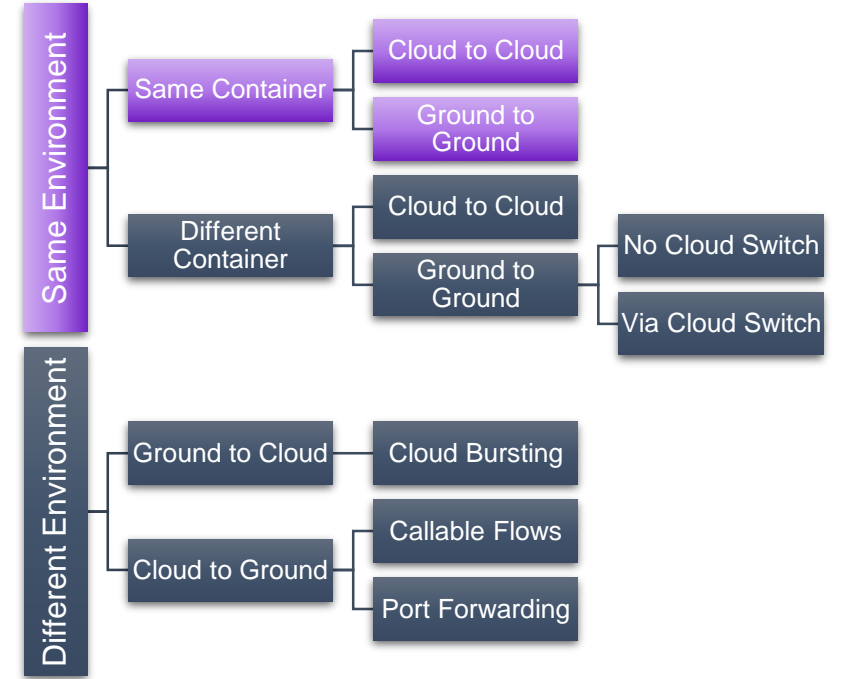 Same Environment
Same Container
Cloud to Cloud
Ground to
Ground
Different
Container
Cloud to Cloud
Ground to
Ground
No Cloud Switch
Via Cloud Switch
Different Environment
Ground to Cloud
Cloud Bursting
Cloud to Ground
Callable Flows
Port Forwarding